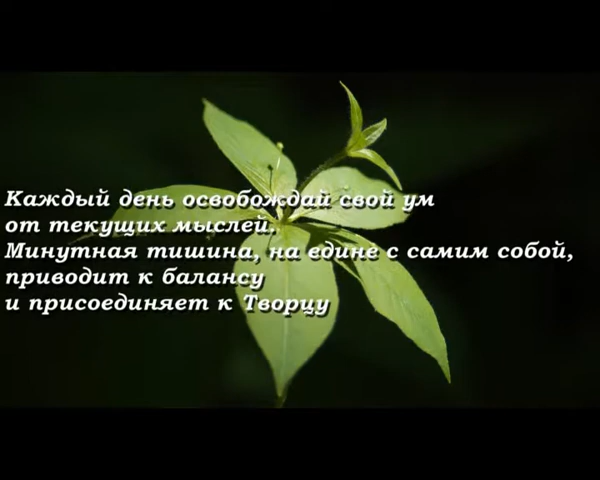 Каждый день освобождай свой ум
от текущих мыслей.
Минутная тишина, на едине с самим собой,
приводит к балансу
и присоединяет к Творцу